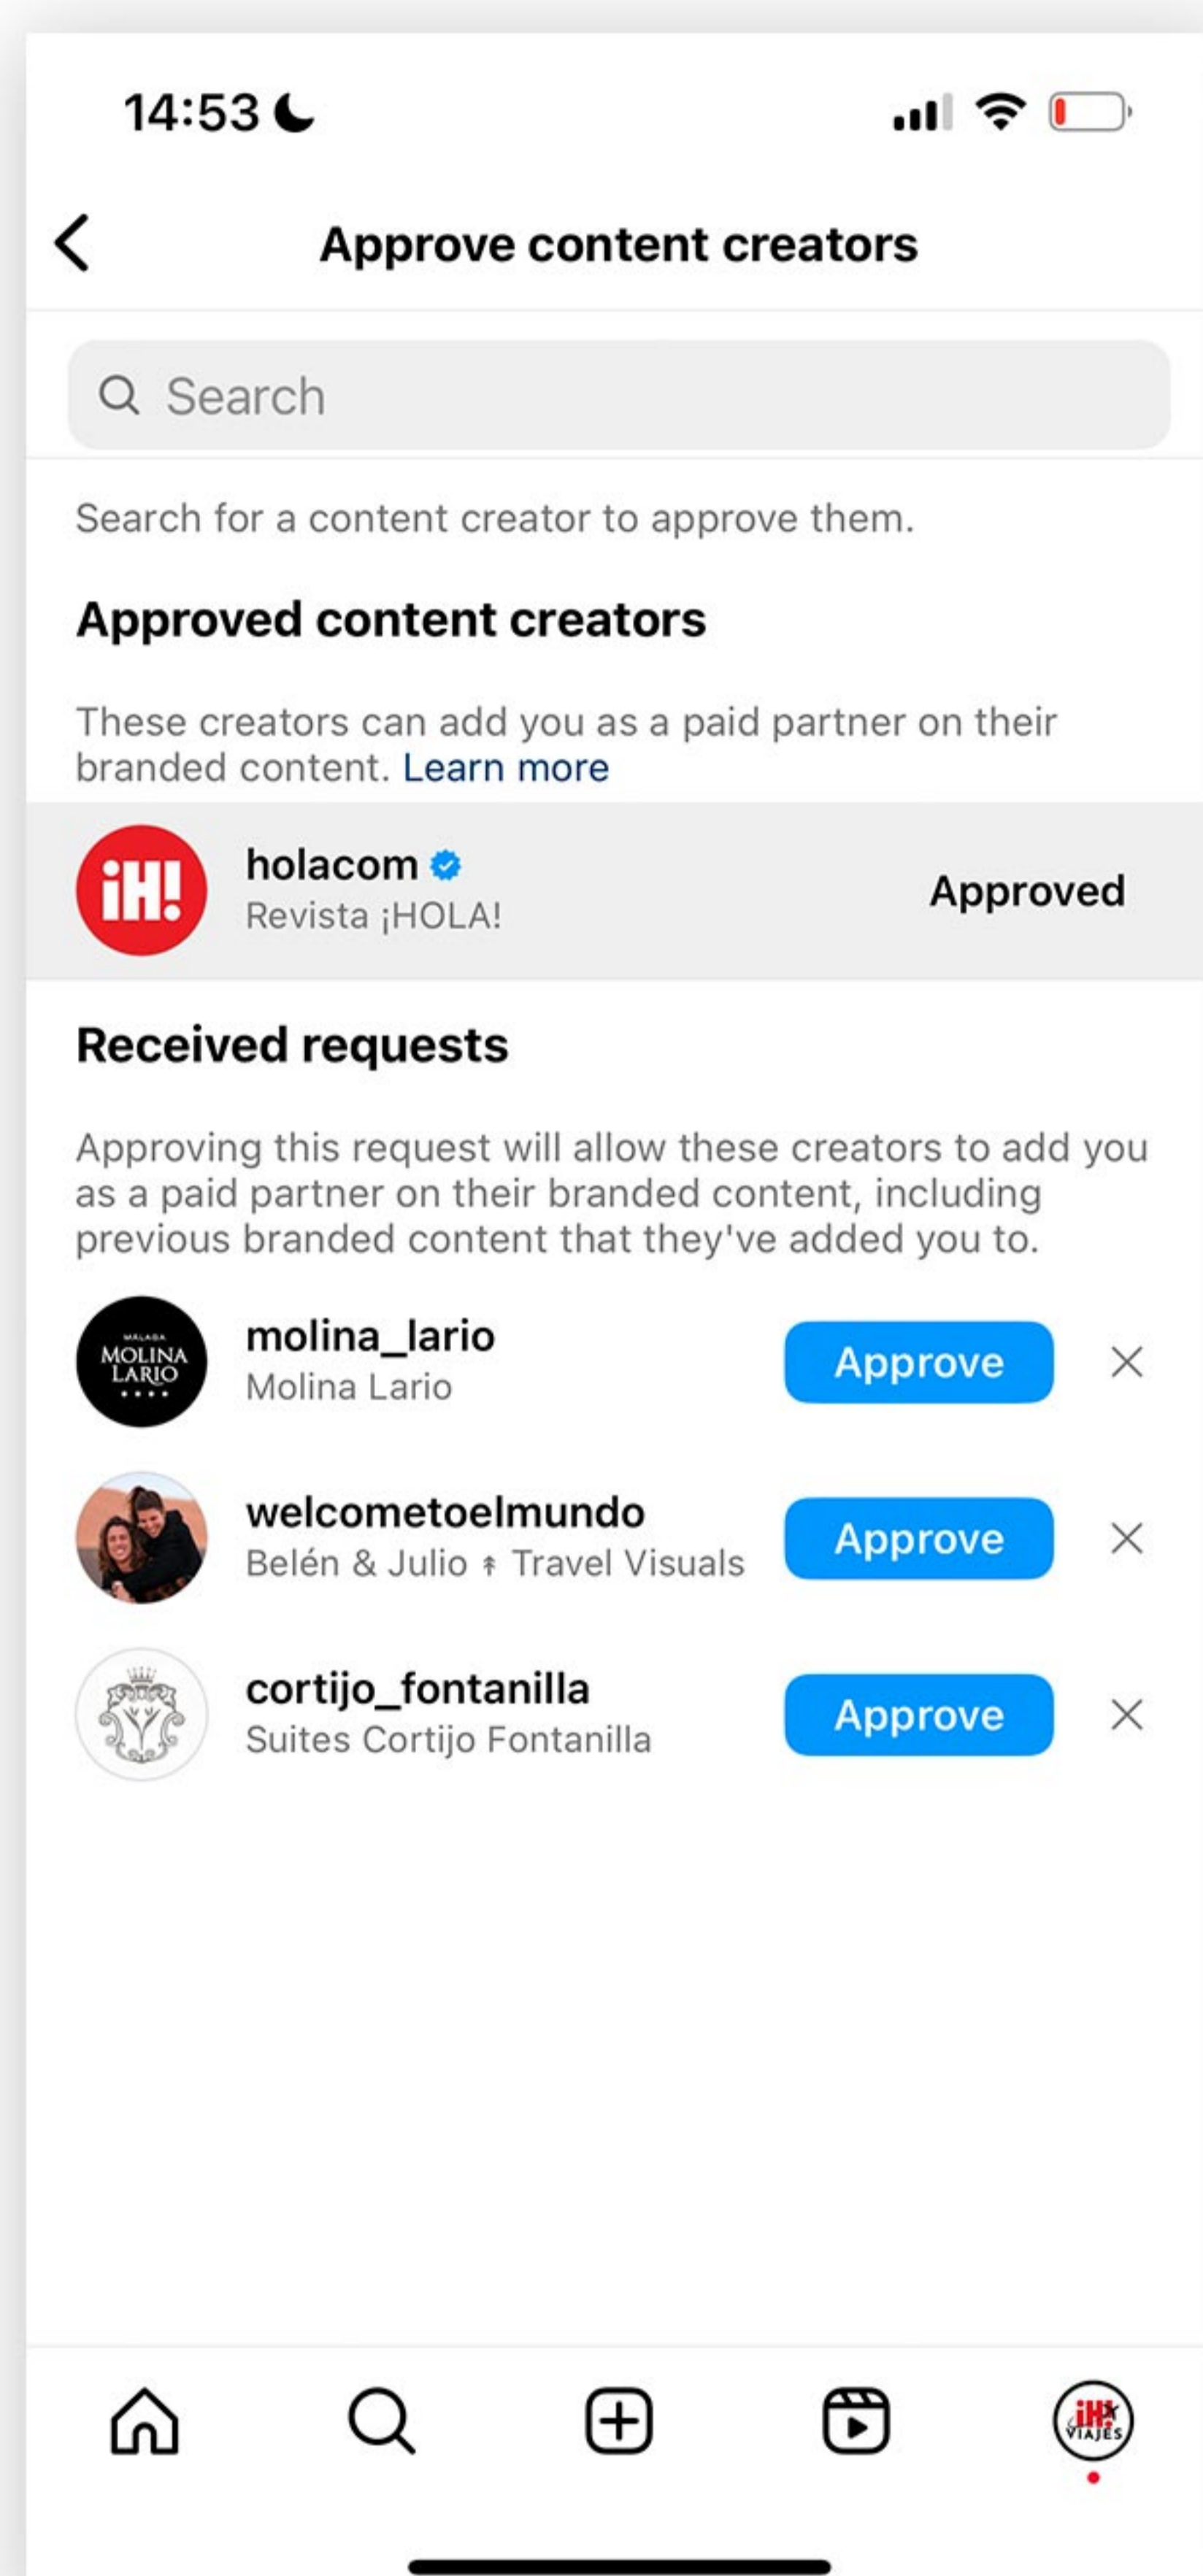 14:53
Approve content creators
Search
Search for a content creator to approve them.
Approved content creators
These creators can add you as a paid partner on their
branded content. Learn more
¡H!
holacom
Revista ¡HOLA!
Approved
Received requests
Approving this request will allow these creators to add you
as a paid partner on their branded content, including
previous branded content that they've added you to.
MÁLAGA
MOLINA
LARIO
molina_lario
Molina Lario
Approve
welcometoelmundo
Belén & Julio ↟ Travel Visuals
Approve
cortijo_fontanilla
Suites Cortijo Fontanilla
Approve
¡H!
VIAJES